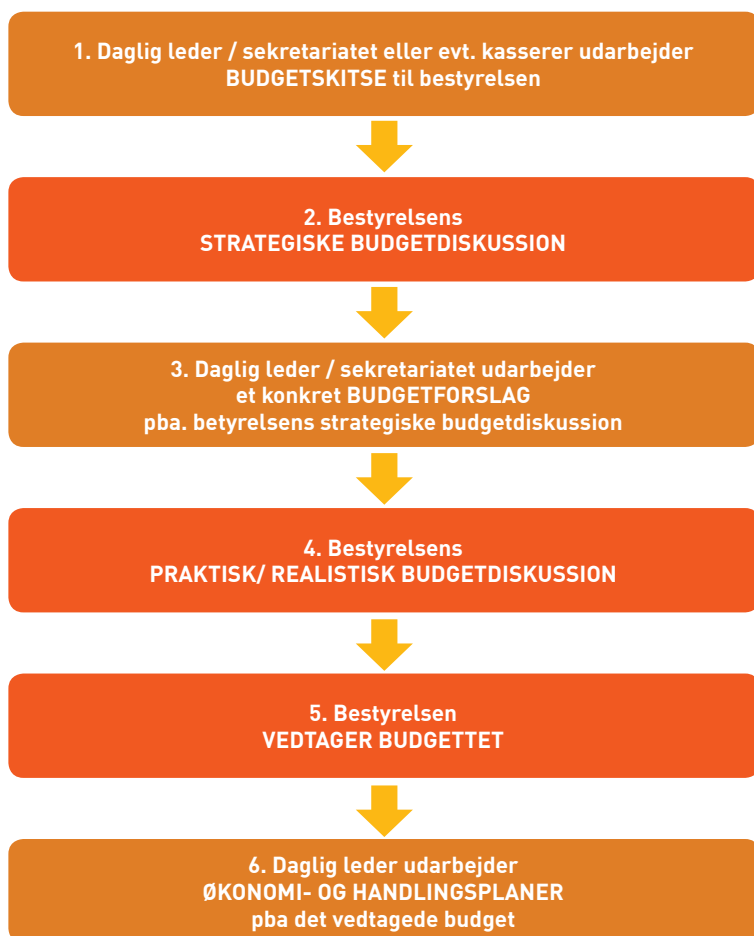 1. Daglig leder / sekretariatet eller evt. kasserer udarbejder
BUDGETSKITSE til bestyrelsen
2. Bestyrelsens
STRATEGISKE BUDGETDISKUSSION
3. Daglig leder / sekretariatet udarbejder
et konkret BUDGETFORSLAG
pba. betyrelsens strategiske budgetdiskussion
4. Bestyrelsens
PRAKTISK/ REALISTISK BUDGETDISKUSSION
5. Bestyrelsen
VEDTAGER BUDGETTET
6. Daglig leder udarbejder
ØKONOMI- OG HANDLINGSPLANER
pba det vedtagede budget